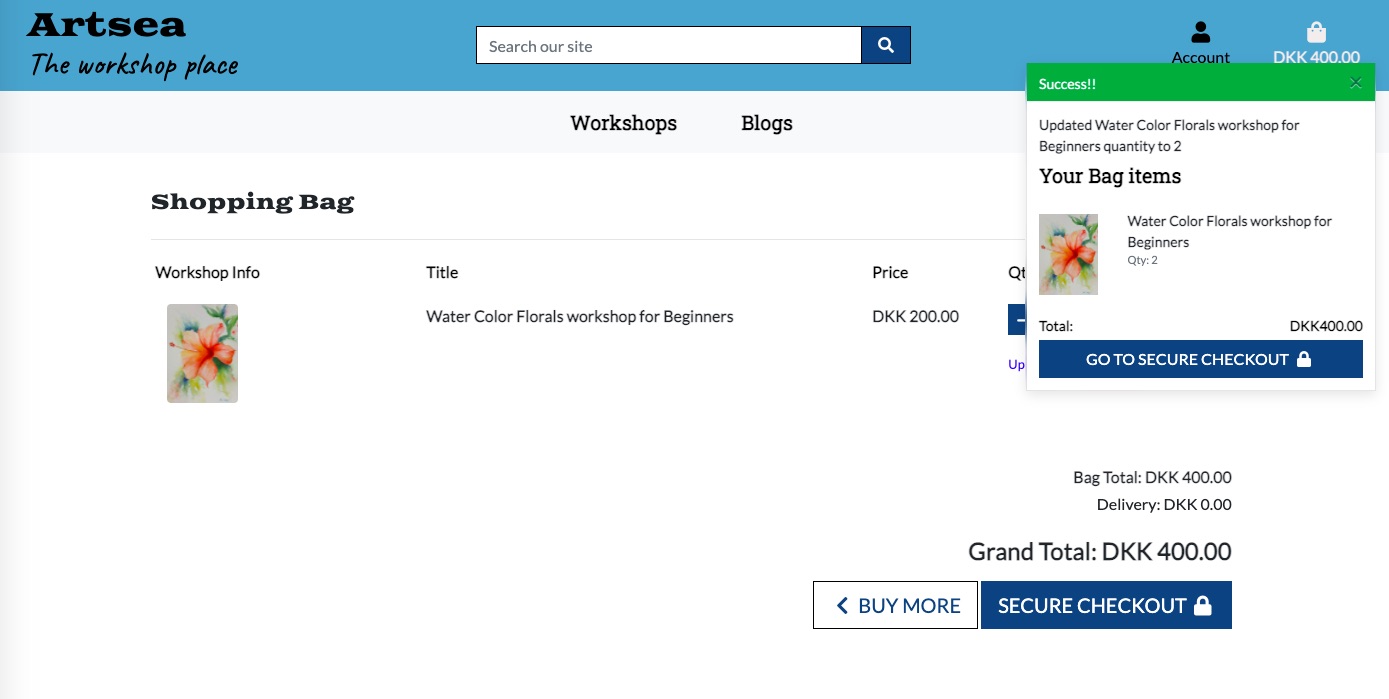 Artsea
The workshop place
Search our site
Account
DKK 400.00
Success!!
×
Updated Water Color Florals workshop for
Beginners quantity to 2
Your Bag items
Water Color Florals workshop for
Beginners
Qty: 2
Total:
DKK400.00
GO TO SECURE CHECKOUT
Workshops
Blogs
Shopping Bag
Workshop Info
Title
Price
Qt
Water Color Florals workshop for Beginners
DKK 200.00
Up
Bag Total: DKK 400.00
Delivery: DKK 0.00
Grand Total: DKK 400.00
BUY MORE
SECURE CHECKOUT